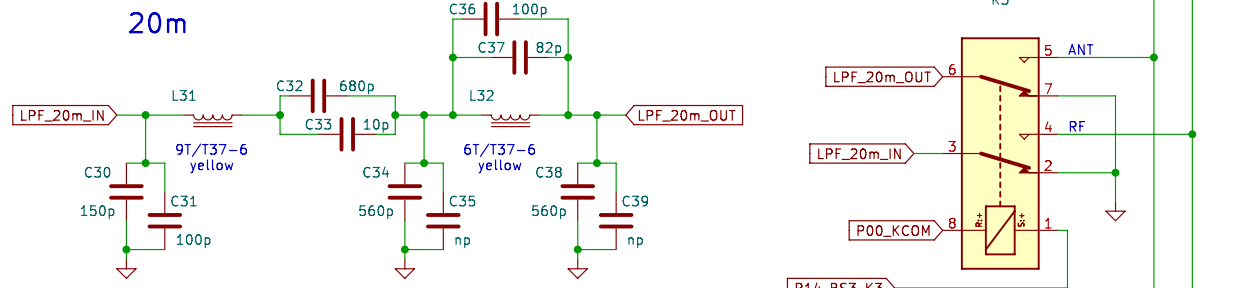 20m
C36 100p
C37 82p
L31
C32 680p
L32
LPF_20m_IN
C33 10p
LPF_20m_OUT
9T/T37-6
yellow
6T/T37-6
yellow
C30
150p
C31
100p
C34
560p
C35
np
C38
560p
C39
np
5 ANT
LPF_20m_OUT 6
7
4 RF
LPF_20m_IN 3
2
P00_KCOM 8
R:+
S:+
1